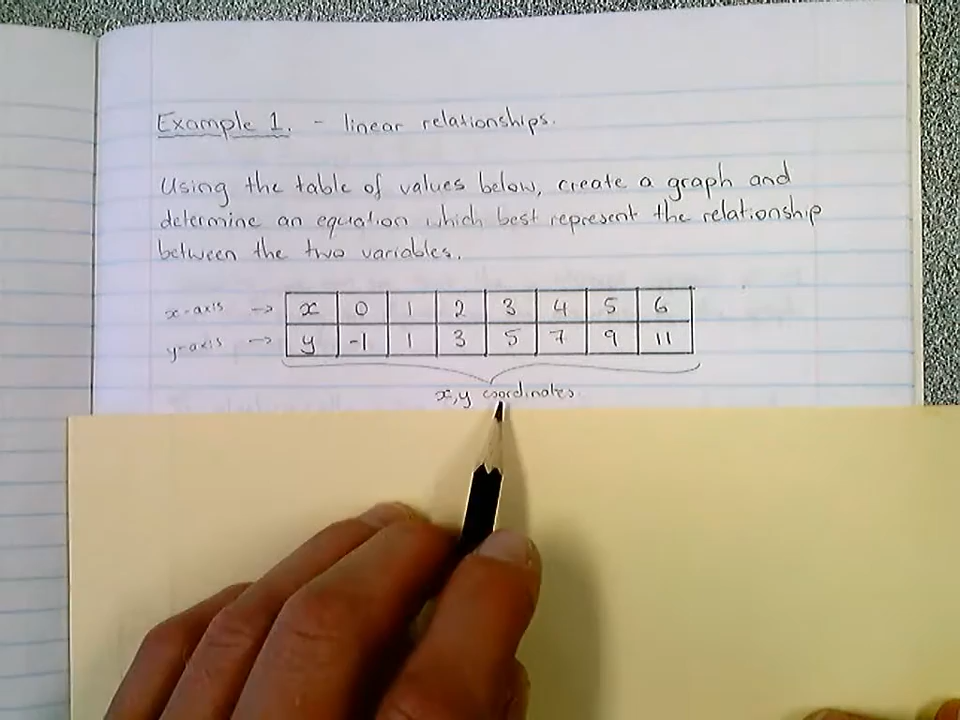 Example 1. - linear relationships.
Using the table of values below, create a graph and
determine an equation which best represent the relationship
between the two variables.
x-axis → x 0 1 2 3 4 5 6
y-axis → y -1 1 3 5 7 9 11
x,y coordinates.